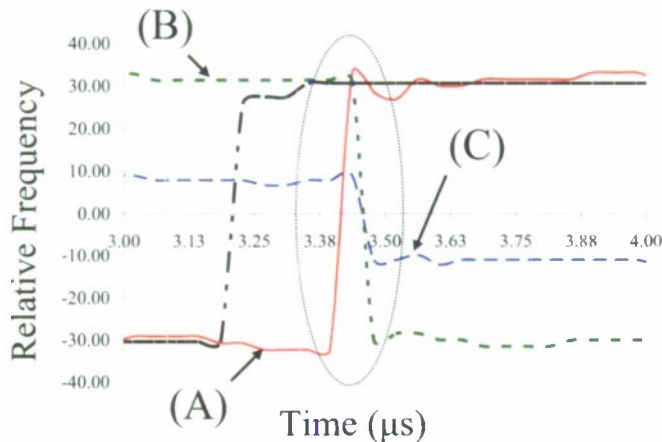 (B)
40.00
30.00
20.00
10.00
0.00
-10.00
-20.00
-30.00
-40.00
Relative Frequency
3.00 3.13 3.25 3.38 3.50 3.63 3.75 3.88 4.00
(C)
(A)
Time (μs)